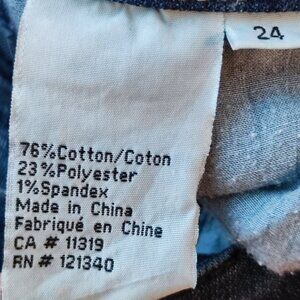 24
76%Cotton/Coton
23%Polyester
1%Spandex
Made in China
Fabriqué en Chine
CA # 11319
RN # 121340